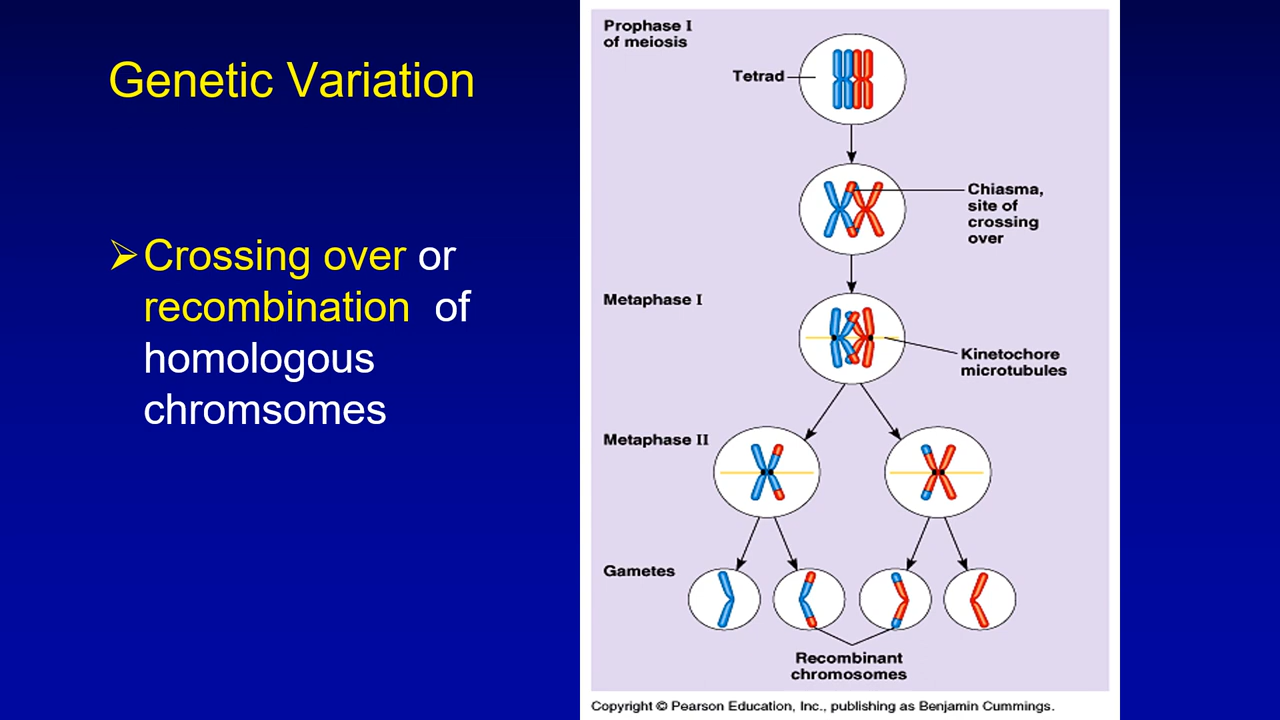 Genetic Variation
➢Crossing over or
recombination of
homologous
chromsomes
Prophase I
of meiosis
Tetrad
Chiasma,
site of
crossing
over
Metaphase I
Kinetochore
microtubules
Metaphase II
Gametes
Recombinant
chromosomes
Copyright © Pearson Education, Inc., publishing as Benjamin Cummings.